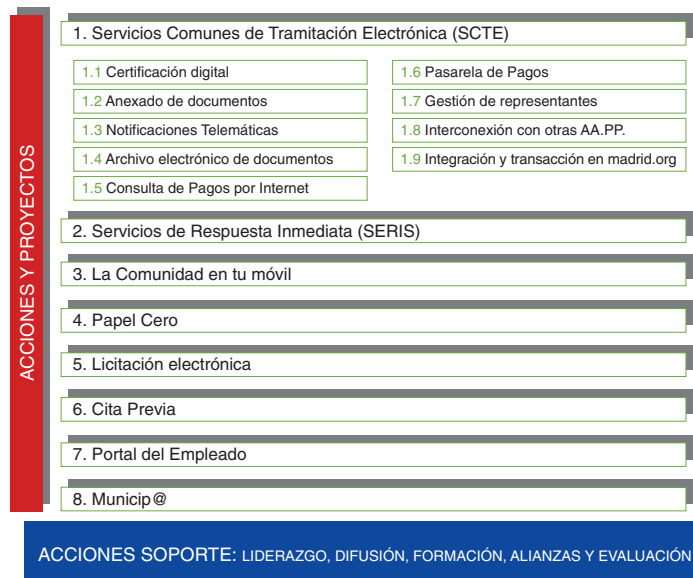 ACCIONES Y PROYECTOS
1. Servicios Comunes de Tramitación Electrónica (SCTE)
1.1 Certificación digital
1.2 Anexado de documentos
1.3 Notificaciones Telemáticas
1.4 Archivo electrónico de documentos
1.5 Consulta de Pagos por Internet
1.6 Pasarela de Pagos
1.7 Gestión de representantes
1.8 Interconexión con otras AA.PP.
1.9 Integración y transacción en madrid.org
2. Servicios de Respuesta Inmediata (SERIS)
3. La Comunidad en tu móvil
4. Papel Cero
5. Licitación electrónica
6. Cita Previa
7. Portal del Empleado
8. Municip@
ACCIONES SOPORTE: LIDERAZGO, DIFUSIÓN, FORMACIÓN, ALIANZAS Y EVALUACIÓN